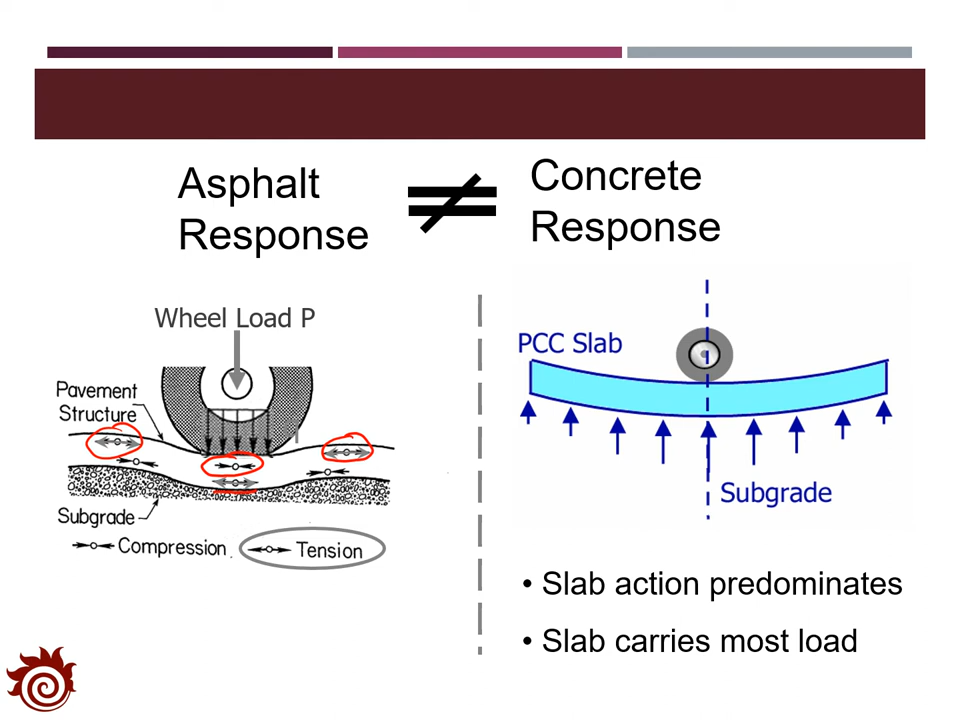 Asphalt
Response
≠
Concrete
Response
Wheel Load P
Pavement
Structure
Subgrade
Compression
Tension
PCC Slab
Subgrade
• Slab action predominates
• Slab carries most load